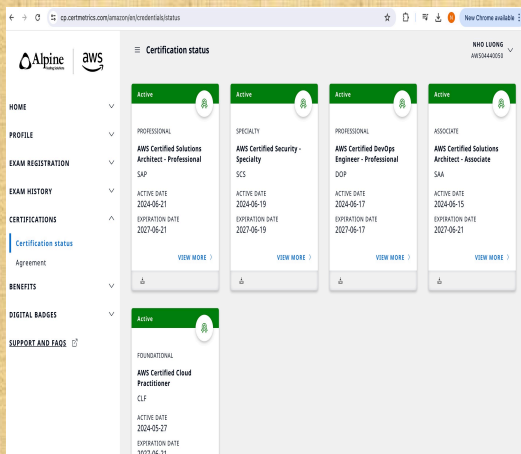 cp.certmetrics.com/amazon/en/credentials/status
New Chrome available
Alpine
aws
Certification status
NHO LUONG
AWS04440050
HOME
PROFILE
EXAM REGISTRATION
EXAM HISTORY
CERTIFICATIONS
Certification status
Agreement
BENEFITS
DIGITAL BADGES
SUPPORT AND FAQS
Active
PROFESSIONAL
AWS Certified Solutions
Architect - Professional
SAP
ACTIVE DATE
2024-06-21
EXPIRATION DATE
2027-06-21
VIEW MORE
Active
SPECIALTY
AWS Certified Security -
Specialty
SCS
ACTIVE DATE
2024-06-19
EXPIRATION DATE
2027-06-19
VIEW MORE
Active
PROFESSIONAL
AWS Certified DevOps
Engineer - Professional
DOP
ACTIVE DATE
2024-06-17
EXPIRATION DATE
2027-06-17
VIEW MORE
Active
ASSOCIATE
AWS Certified Solutions
Architect - Associate
SAA
ACTIVE DATE
2024-06-15
EXPIRATION DATE
2027-06-21
VIEW MORE
Active
FOUNDATIONAL
AWS Certified Cloud
Practitioner
CLF
ACTIVE DATE
2024-05-27
EXPIRATION DATE
2027-06-21